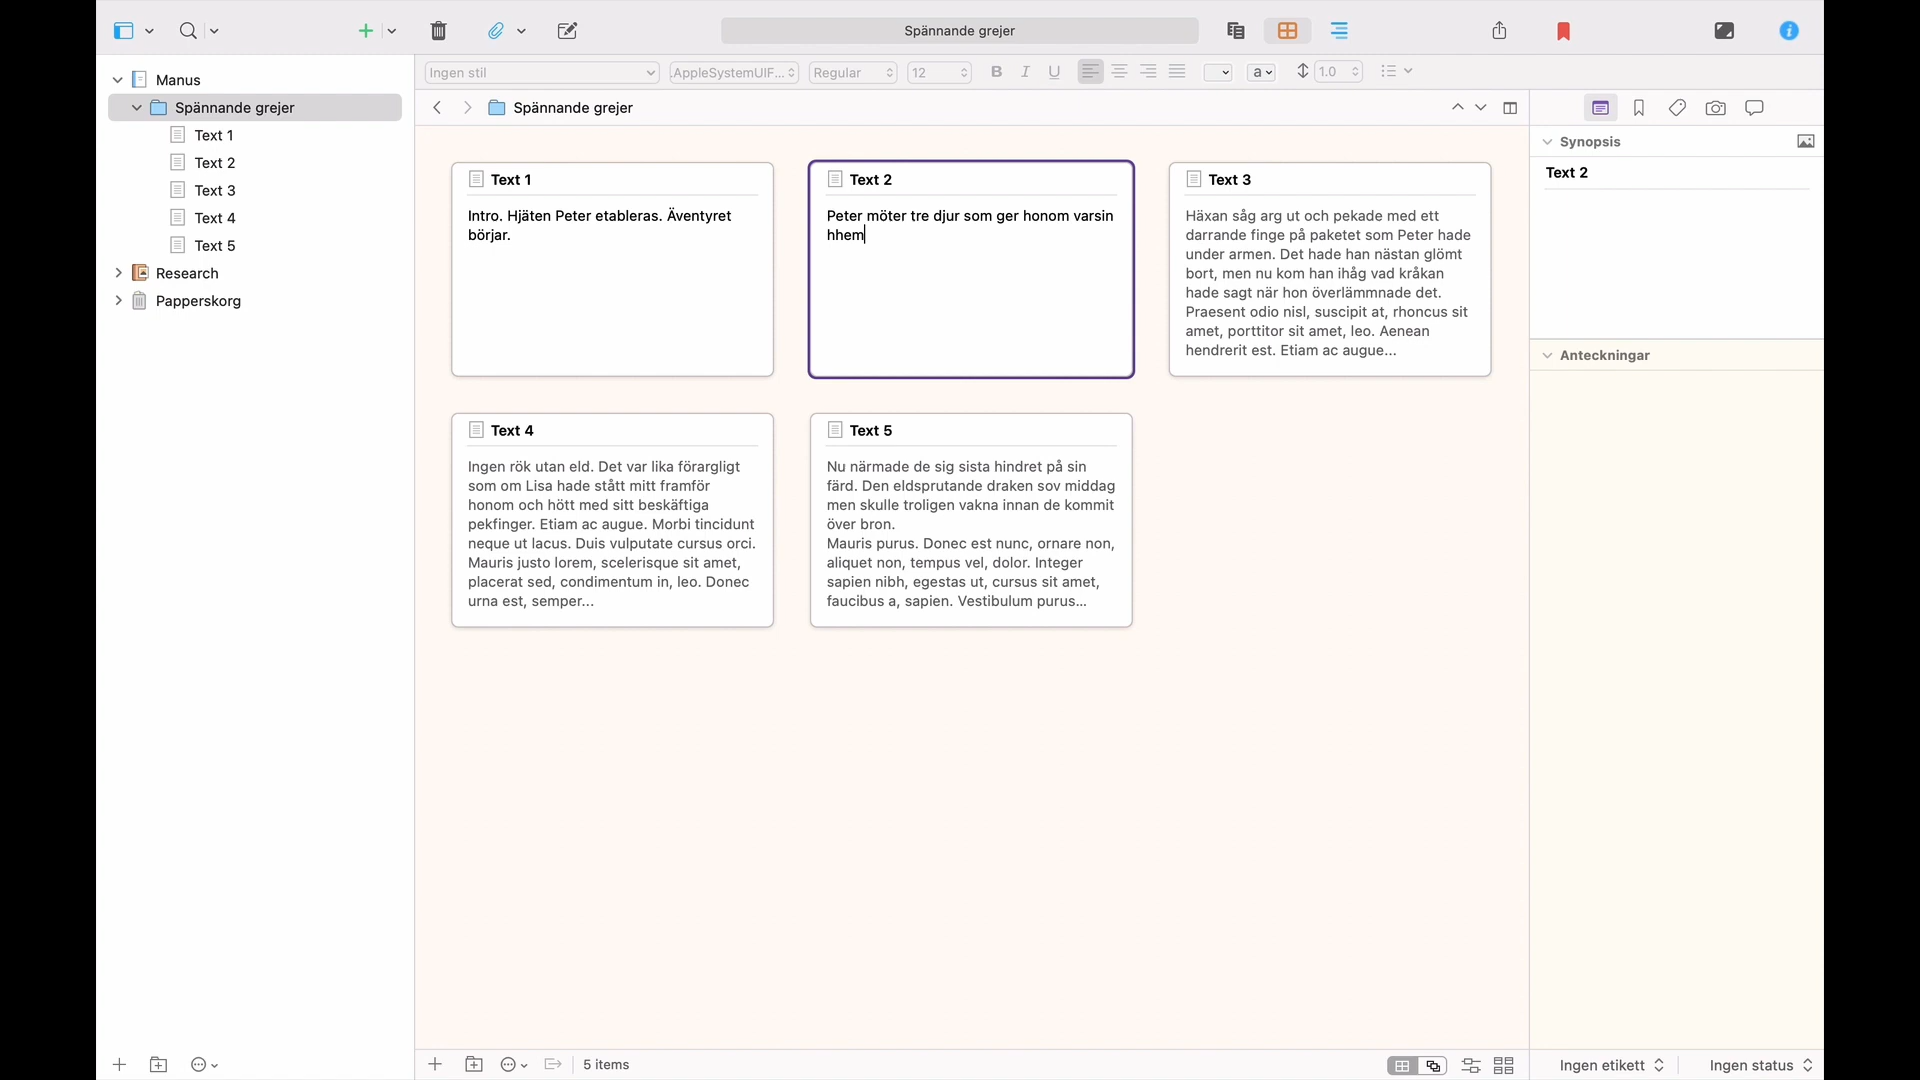 Spännande grejer
Manus
Spännande grejer
Text 1
Text 2
Text 3
Text 4
Text 5
Research
Papperskorg
Ingen stil
.AppleSystemUIF...
Regular
12
B
I
U
a
1.0
Spännande grejer
Text 1
Intro. Hjäten Peter etableras. Äventyret
börjar.
Text 2
Peter möter tre djur som ger honom varsin
hhem
Text 3
Häxan såg arg ut och pekade med ett
darrande finge på paketet som Peter hade
under armen. Det hade han nästan glömt
bort, men nu kom han ihåg vad kråkan
hade sagt när hon överlämmnade det.
Praesent odio nisl, suscipit at, rhoncus sit
amet, porttitor sit amet, leo. Aenean
hendrerit est. Etiam ac augue...
Text 4
Ingen rök utan eld. Det var lika förargligt
som om Lisa hade stått mitt framför
honom och hött med sitt beskäftiga
pekfinger. Etiam ac augue. Morbi tincidunt
neque ut lacus. Duis vulputate cursus orci.
Mauris justo lorem, scelerisque sit amet,
placerat sed, condimentum in, leo. Donec
urna est, semper...
Text 5
Nu närmade de sig sista hindret på sin
färd. Den eldsprutande draken sov middag
men skulle troligen vakna innan de kommit
över bron.
Mauris purus. Donec est nunc, ornare non,
aliquet non, tempus vel, dolor. Integer
sapien nibh, egestas ut, cursus sit amet,
faucibus a, sapien. Vestibulum purus...
5 items
Synopsis
Text 2
Anteckningar
Ingen etikett
Ingen status